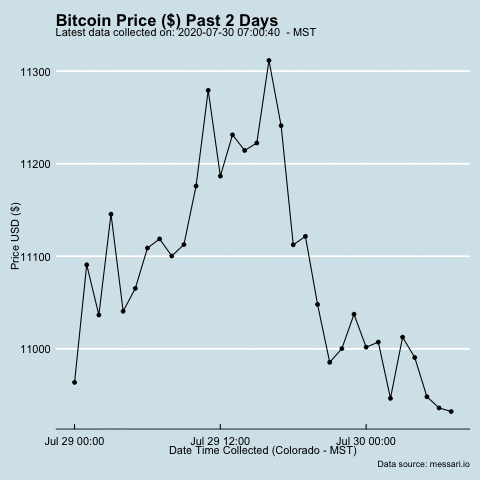 Bitcoin Price ($) Past 2 Days
Latest data collected on: 2020-07-30 07:00:40  - MST
11300
11200
11100
11000
Price USD ($)
Jul 29 00:00
Jul 29 12:00
Jul 30 00:00
Date Time Collected (Colorado - MST)
Data source: messari.io